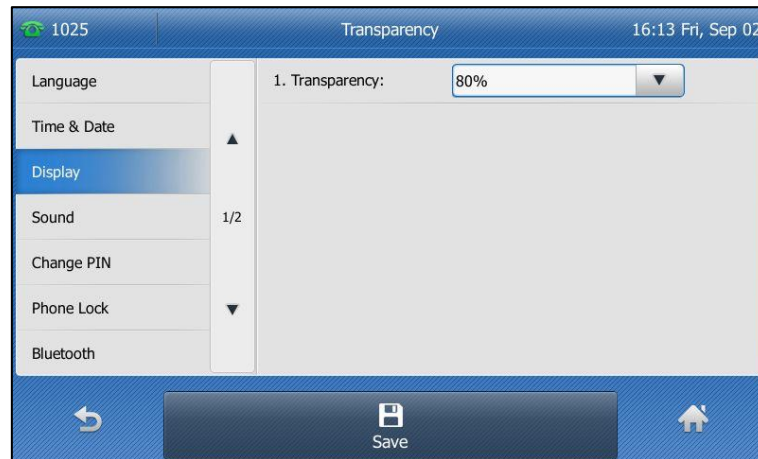 1025
Transparency
16:13 Fri, Sep 02
Language
Time & Date
Display
Sound
Change PIN
Phone Lock
Bluetooth
1/2
1. Transparency:
80%
Save